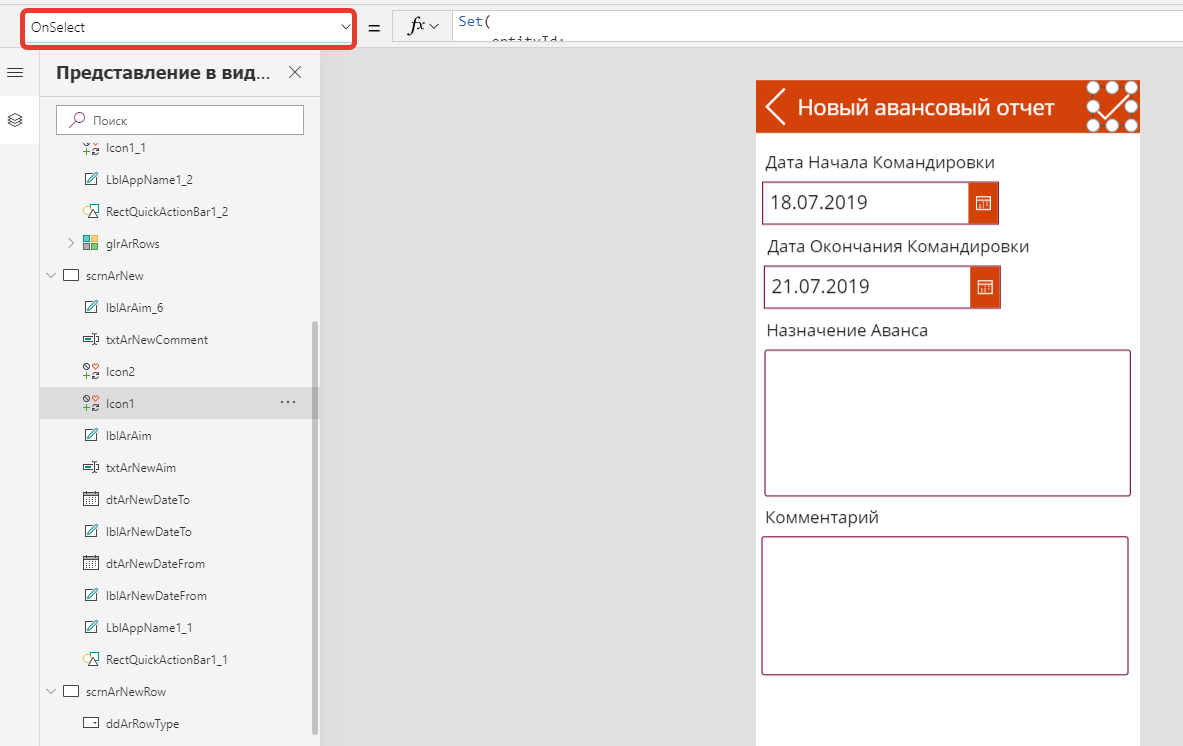 OnSelect
=
fx
Set(
entityId;
Представление в вид...
Поиск
Icon1_1
LblAppName1_2
RectQuickActionBar1_2
glrArRows
scrnArNew
lblArAim_6
txtArNewComment
Icon2
Icon1
...
lblArAim
txtArNewAim
dtArNewDateTo
lblArNewDateTo
dtArNewDateFrom
lblArNewDateFrom
LblAppName1_1
RectQuickActionBar1_1
scrnArNewRow
ddArRowType
Новый авансовый отчет
Дата Начала Командировки
18.07.2019
Дата Окончания Командировки
21.07.2019
Назначение Аванса
Комментарий